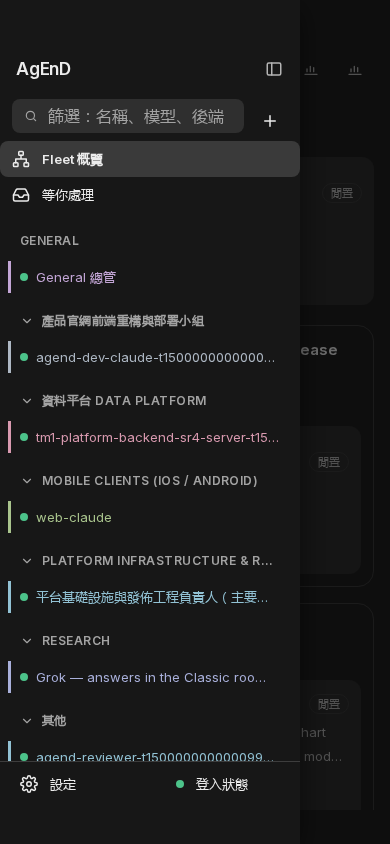 AgEnD
篩選：名稱、模型、後端
Fleet 概覽
等你處理
閒置
GENERAL
General 總管
產品官網前端重構與部署小組
ease
agend-dev-claude-t1500000000000...
資料平台 DATA PLATFORM
tm1-platform-backend-sr4-server-t15...
閒置
MOBILE CLIENTS (IOS / ANDROID)
web-claude
PLATFORM INFRASTRUCTURE & R...
平台基礎設施與發佈工程負責人（主要...
RESEARCH
Grok — answers in the Classic roo...
閒置
其他
hart
agend-reviewer-t150000000000099...
mod...
設定
登入狀態